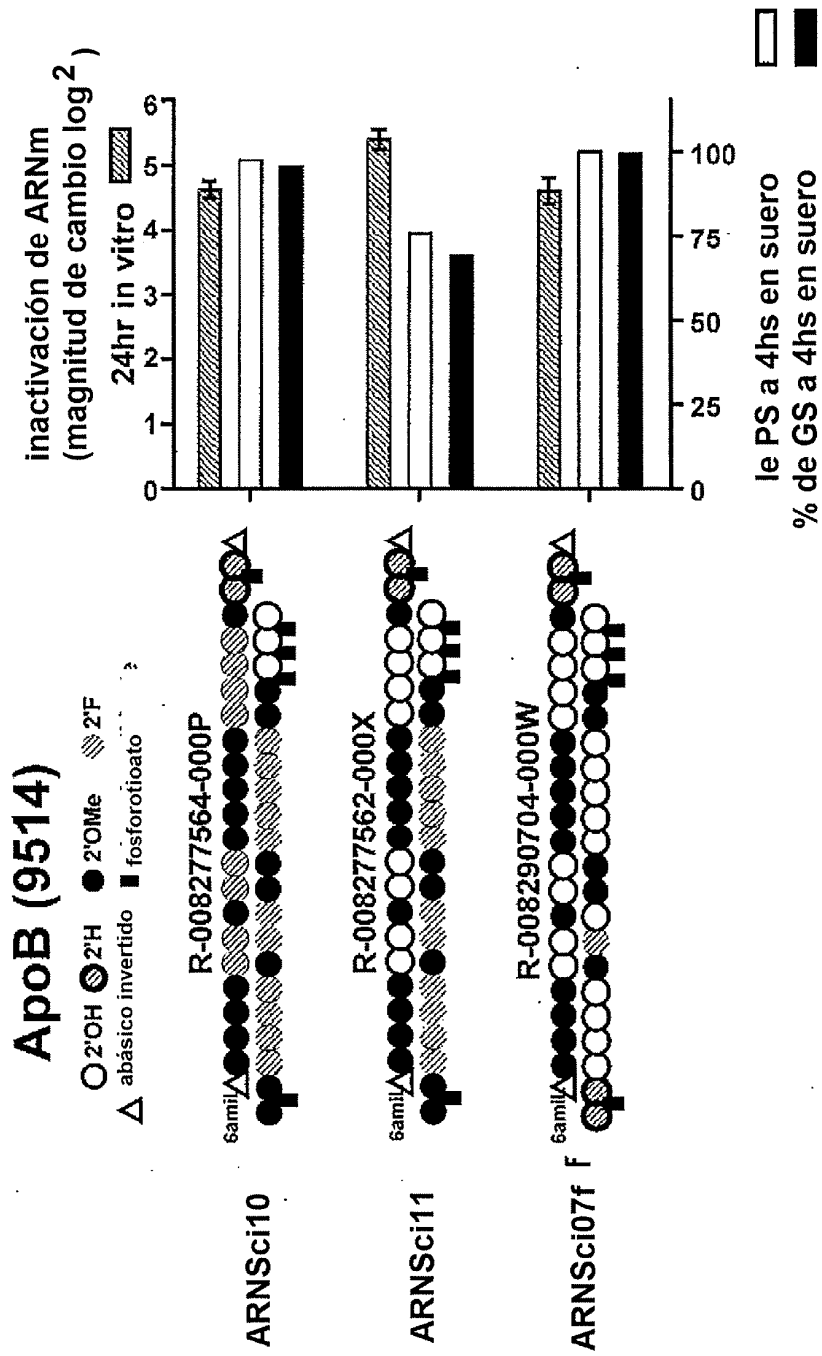 ApoB (9514)
2'OH 2'H 2'OMe 2'F
abásico invertido fosforotioato
inactivación de ARNm
(magnitud de cambio log2)
24hr in vitro
0 1 2 3 4 5 6
ARNSci10
6amil
R-008277564-000P
ARNSci11
6amil
R-008277562-000X
ARNSci07f F
6amil
R-008290704-000W
0 25 50 75 100
le PS a 4hs en suero
% de GS a 4hs en suero